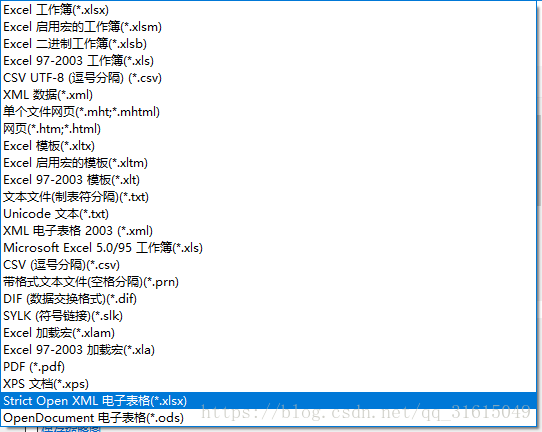 Excel 工作簿(*.xlsx)
Excel 启用宏的工作簿(*.xlsm)
Excel 二进制工作簿(*.xlsb)
Excel 97-2003 工作簿(*.xls)
CSV UTF-8 (逗号分隔) (*.csv)
XML 数据(*.xml)
单个文件网页(*.mht;*.mhtml)
网页(*.htm;*.html)
Excel 模板(*.xltx)
Excel 启用宏的模板(*.xltm)
Excel 97-2003 模板(*.xlt)
文本文件(制表符分隔)(*.txt)
Unicode 文本(*.txt)
XML 电子表格 2003 (*.xml)
Microsoft Excel 5.0/95 工作簿(*.xls)
CSV (逗号分隔)(*.csv)
带格式文本文件(空格分隔)(*.prn)
DIF (数据交换格式)(*.dif)
SYLK (符号链接)(*.slk)
Excel 加载宏(*.xlam)
Excel 97-2003 加载宏(*.xla)
PDF (*.pdf)
XPS 文档(*.xps)
Strict Open XML 电子表格(*.xlsx)
OpenDocument 电子表格(*.ods)
https://blog.csdn.net/qq_31615049
保存缩略图